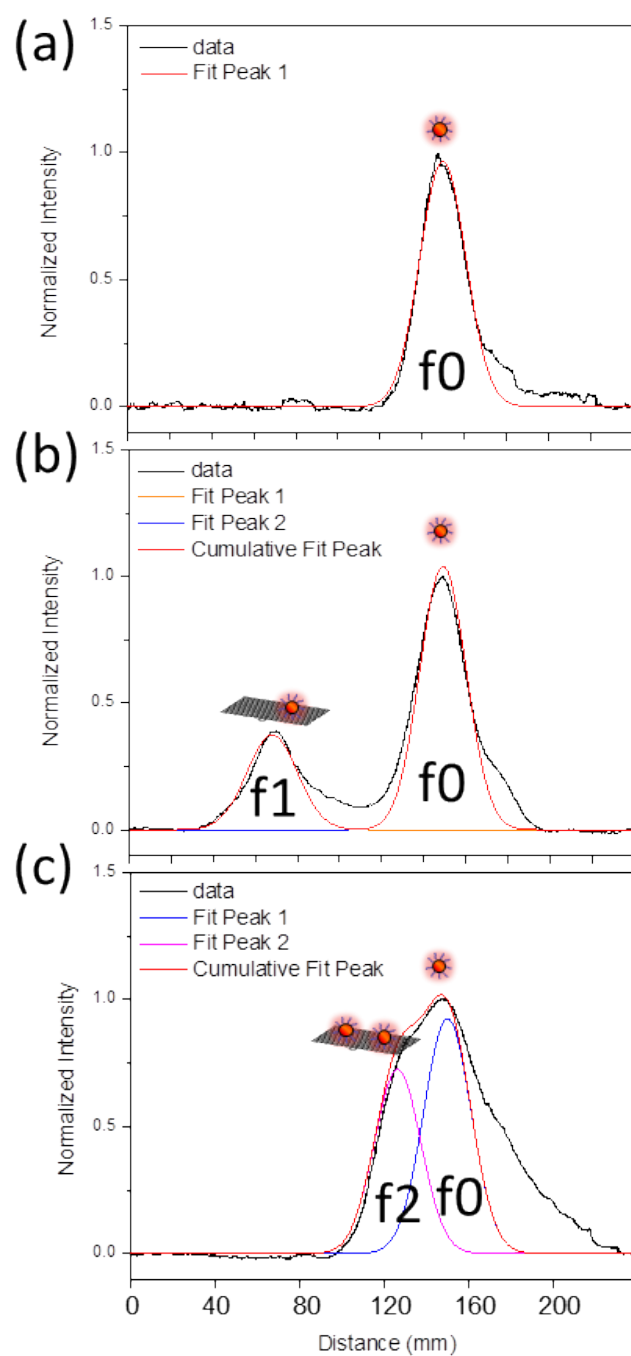 (a)
1.5
data
Fit Peak 1
1.0
Normalized Intensity
0.5
f0
0.0
(b)
1.5
data
Fit Peak 1
Fit Peak 2
Cumulative Fit Peak
1.0
Normalized Intensity
0.5
f1
f0
0.0
(c)
1.5
data
Fit Peak 1
Fit Peak 2
Cumulative Fit Peak
1.0
Normalized Intensity
0.5
f2
f0
0.0
0
40
80
120
160
200
Distance (mm)